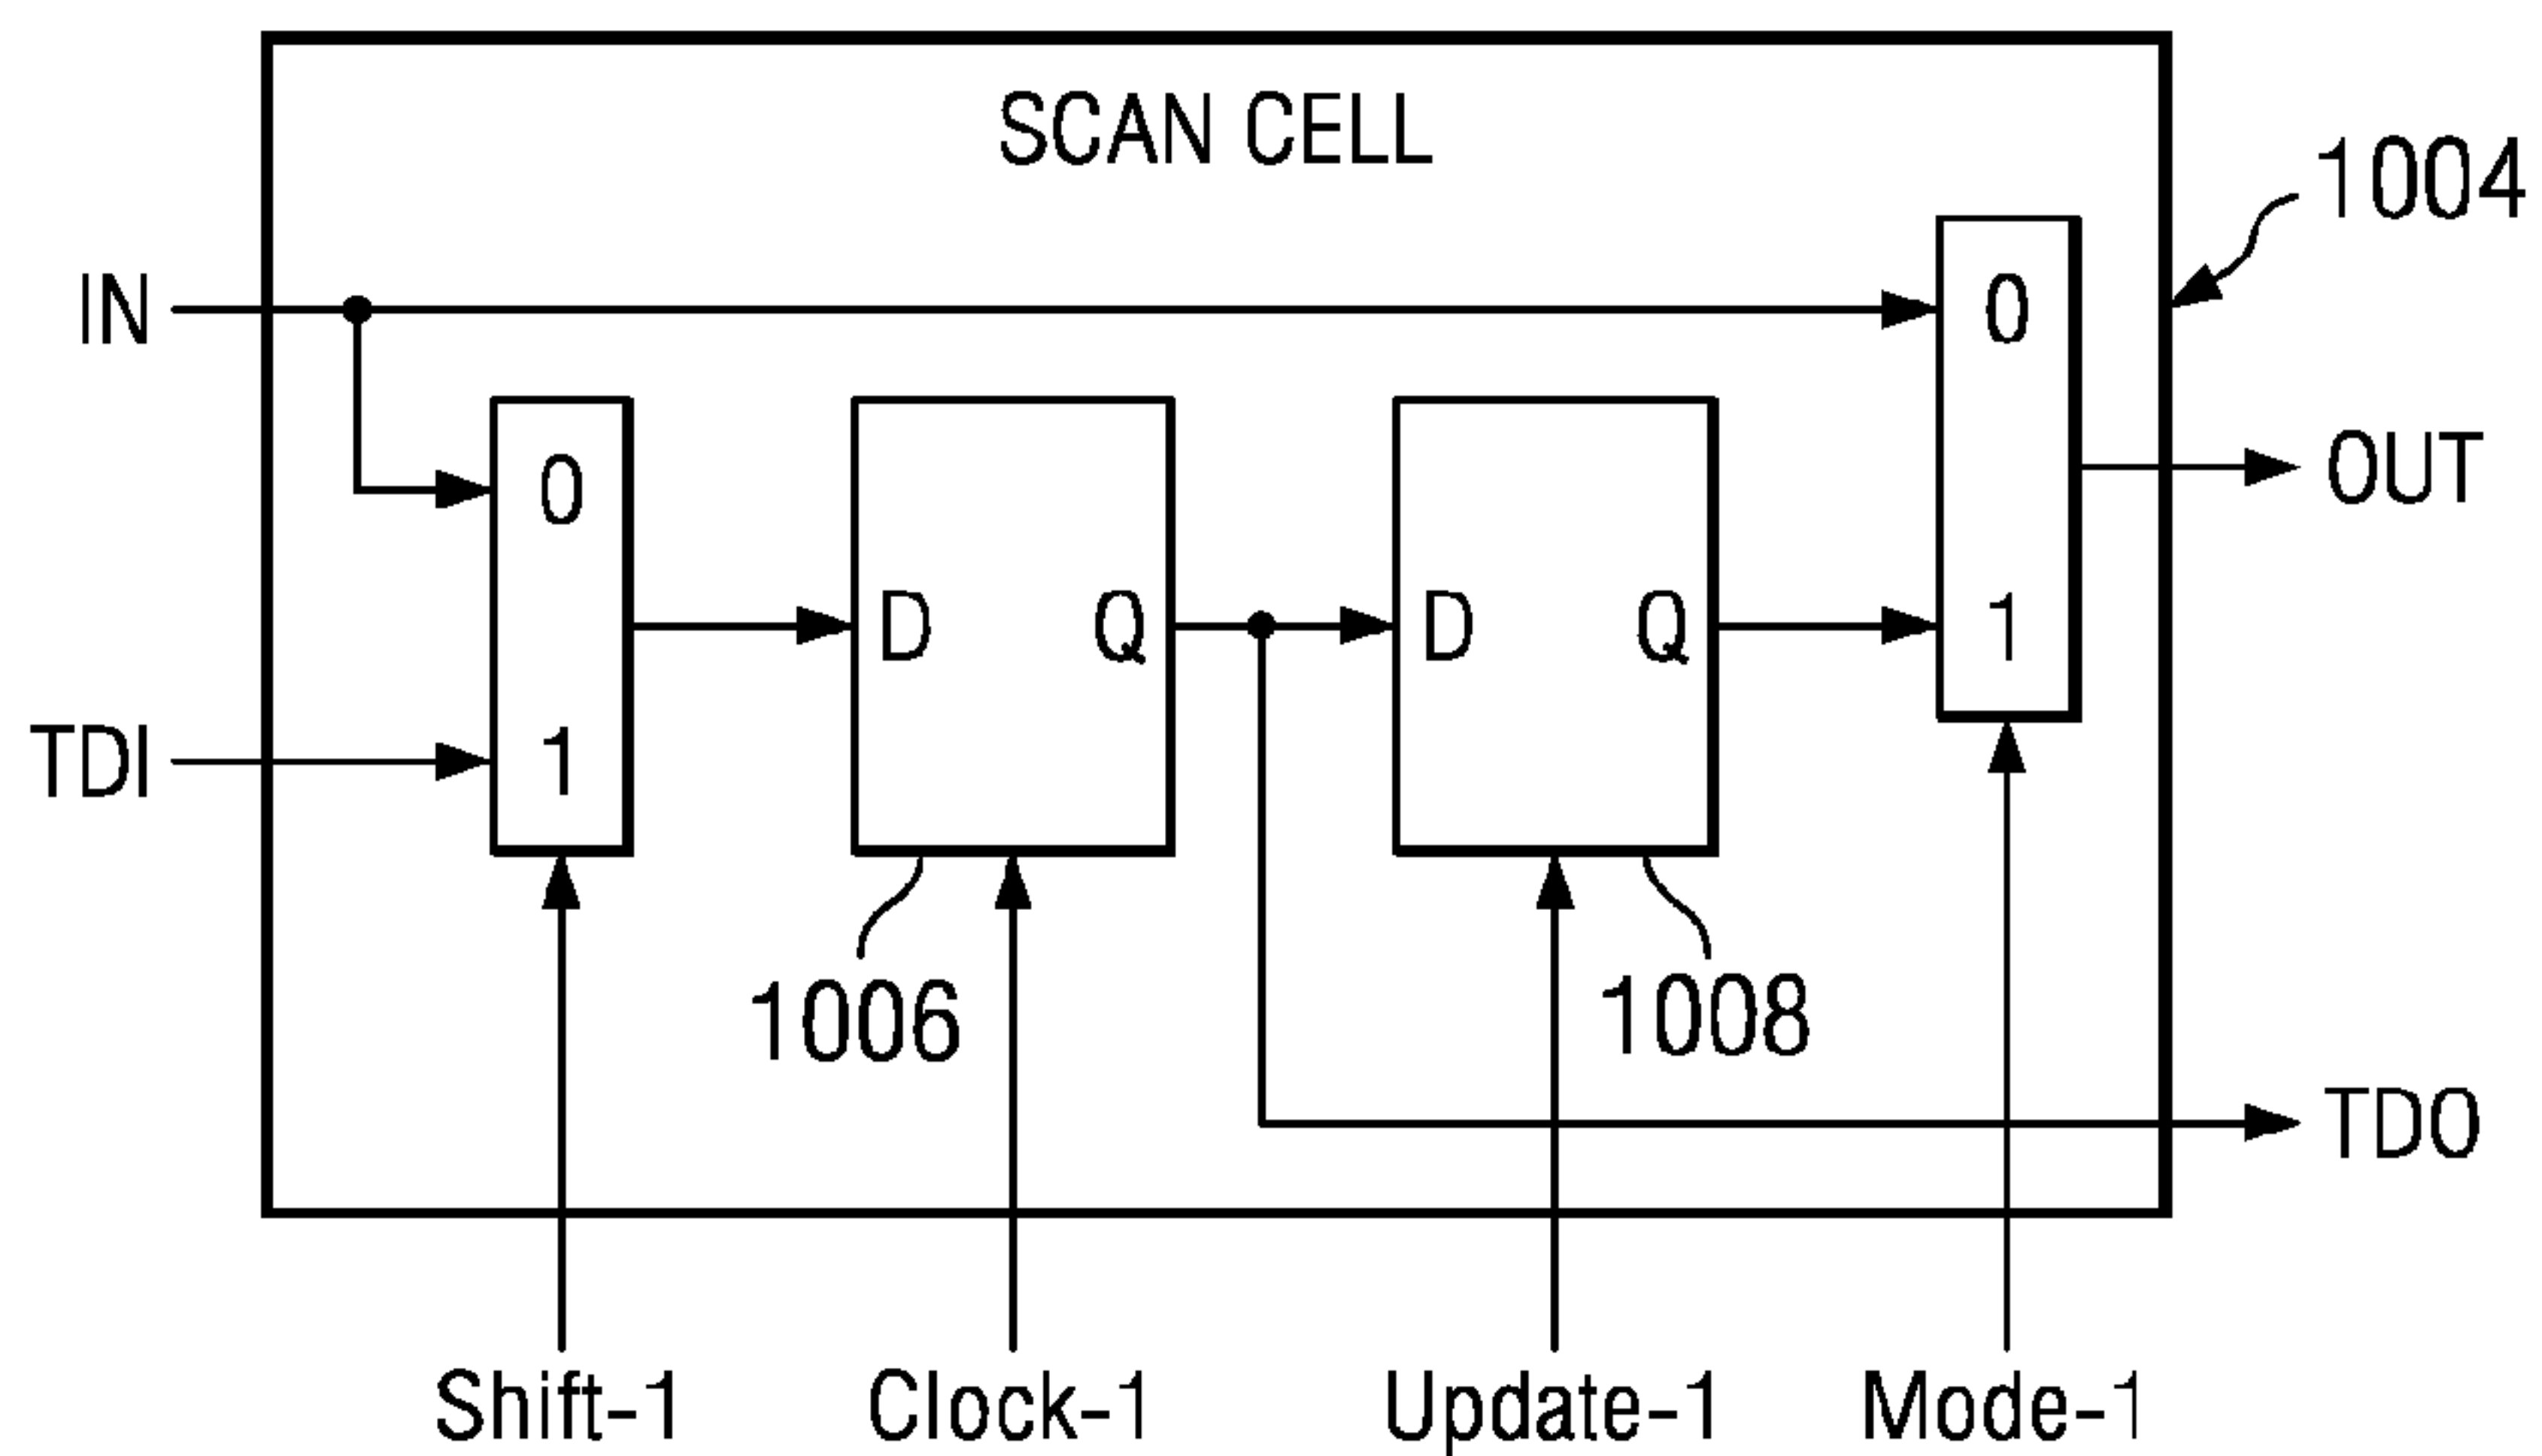 SCAN CELL
1004
IN
0
0
OUT
D
Q
D
Q
1
TDI
1
1006
1008
TDO
Shift-1
Clock-1
Update-1
Mode-1